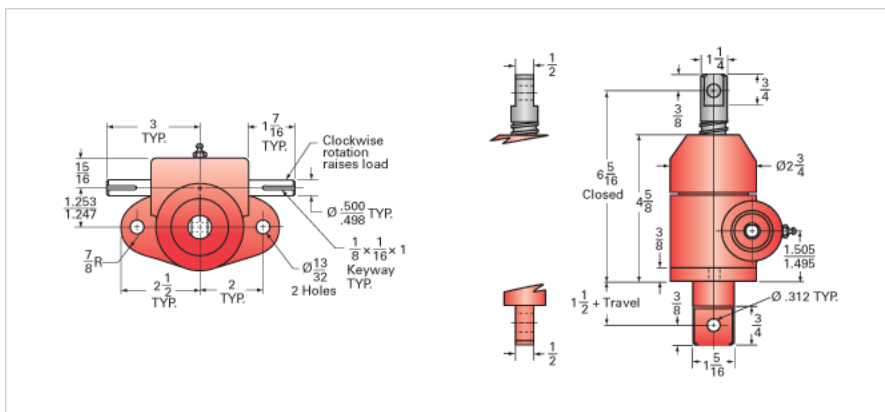 3
TYP.
1 7/16
TYP.
Clockwise
rotation
raises load
15/16
1.253
1.247
Ø .500/.498 TYP.
7/8 R
1/8 × 1/16 × 1
Keyway
TYP.
Ø 13/32
2 Holes
2 1/2
TYP.
2
TYP.
1/2
1/2
1 1/4
3/4
3/8
6 5/16
Closed
4 5/8
Ø2 3/4
3/8
1.505
1.495
1 1/2 + Travel
3/8
Ø .312 TYP.
3/4
1 5/16